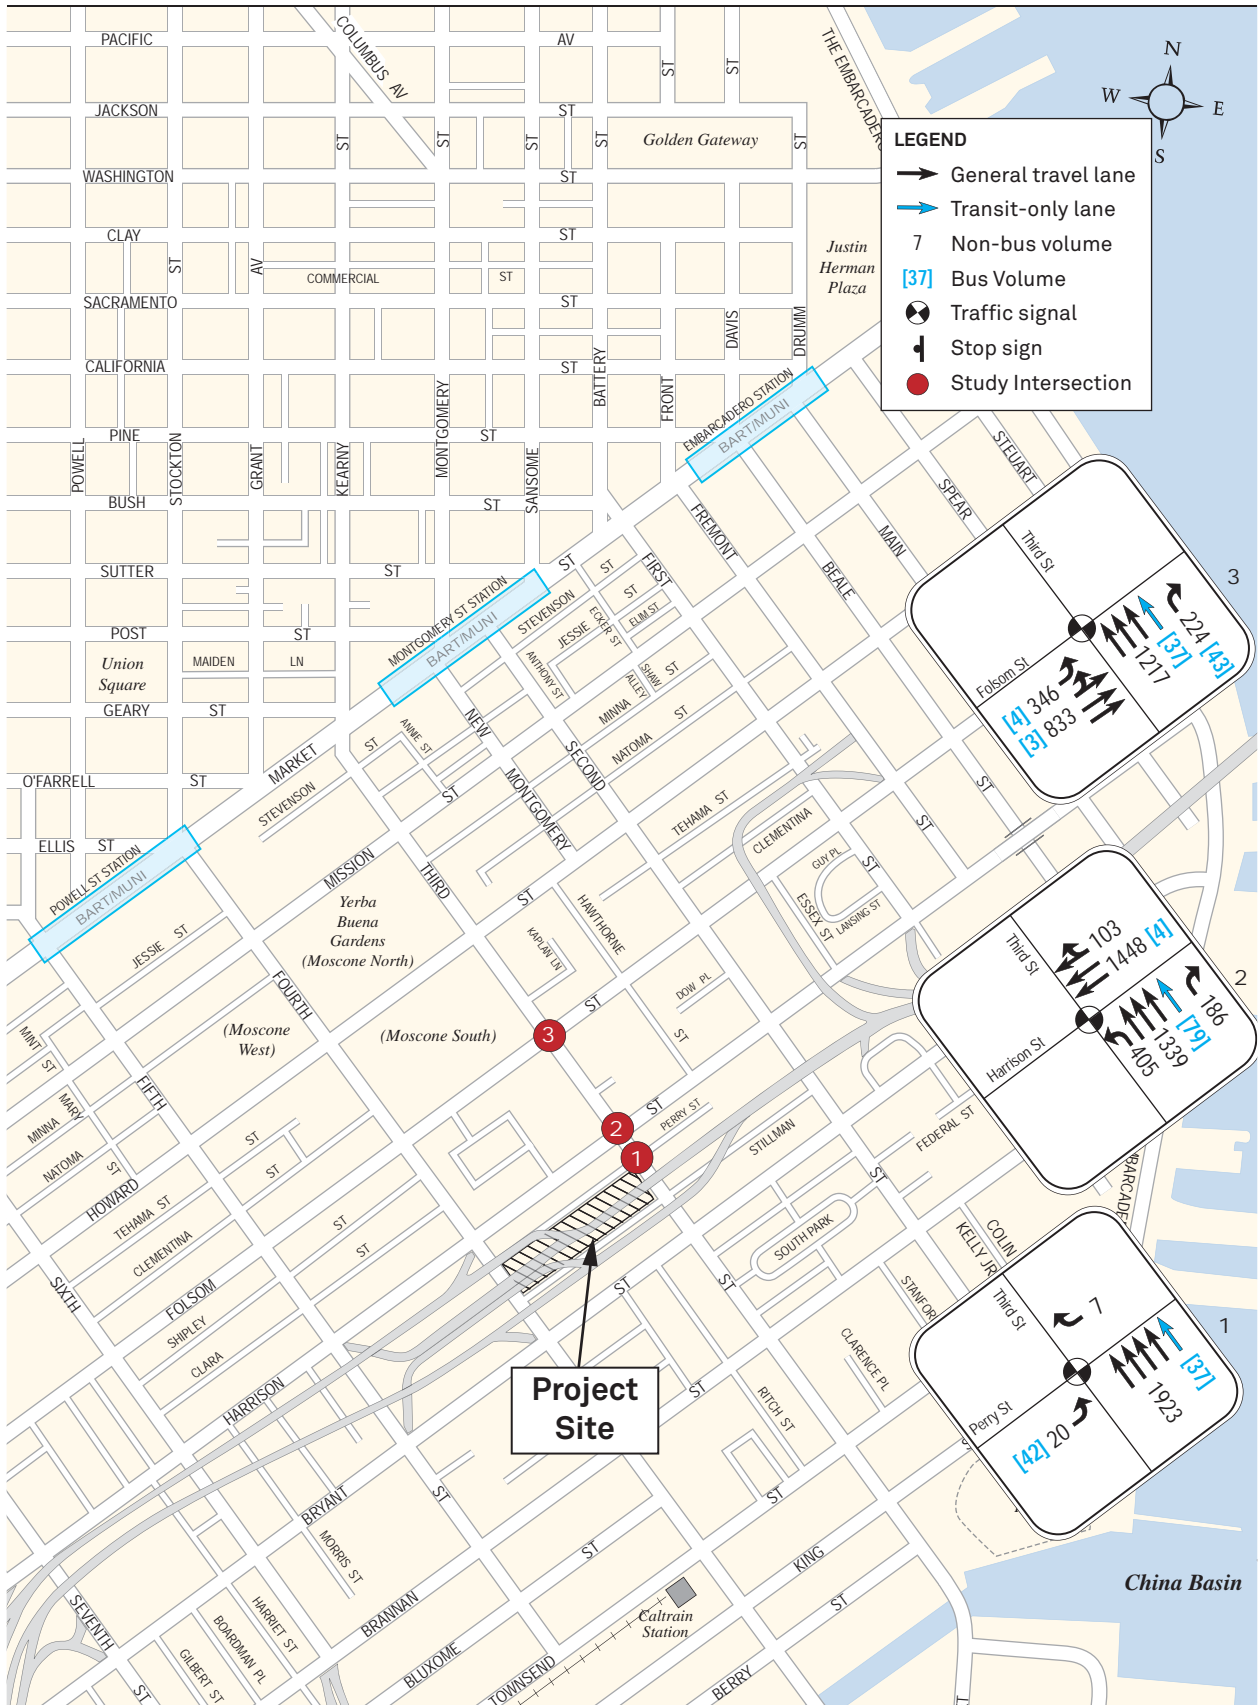 PACIFIC
AV
COLUMBUS AV
THE EMBARCADERO
ST
ST
JACKSON
ST
ST
ST
ST
ST
ST
Golden Gateway
WASHINGTON
ST
CLAY
ST
ST
AV
COMMERCIAL
ST
Justin
Herman
Plaza
SACRAMENTO
ST
DAVIS
DRUMM
CALIFORNIA
ST
BATTERY
FRONT
EMBARCADERO STATION
BART/MUNI
PINE
ST
POWELL
STOCKTON
GRANT
KEARNY
MONTGOMERY
SANSOME
BUSH
ST
SUTTER
ST
POST
ST
Union
Square
MAIDEN
LN
GEARY
ST
O'FARRELL
ST
ELLIS
ST
N
W
E
S
LEGEND
General travel lane
Transit-only lane
7
Non-bus volume
[37]
Bus Volume
Traffic signal
Stop sign
Study Intersection
STEUART
SPEAR
MAIN
BEALE
FREMONT
FIRST
ST
ST
ST
STEVENSON
JESSIE
ECKER ST
ELIM ST
ANTHONY ST
SHAW
ALLEY
ST
MINNA
NATOMA
ST
MONTGOMERY ST STATION
BART/MUNI
NEW
MONTGOMERY
SECOND
ANNIE ST
ST
MARKET
STEVENSON
ST
MISSION
THIRD
TEHAMA ST
CLEMENTINA
GUY PL
ST
ESSEX ST
LANSING ST
ST
ST
POWELL ST STATION
BART/MUNI
JESSIE ST
Yerba
Buena
Gardens
(Moscone North)
ST
HAWTHORNE
KAPLAN LN
DOW PL
ST
ST
FOURTH
(Moscone
West)
(Moscone South)
3
2
1
ST
PERRY ST
STILLMAN
FEDERAL ST
ST
MINT ST
MARY
ST
MINNA
NATOMA
FIFTH
HOWARD
TEHAMA ST
CLEMENTINA
FOLSOM
SHIPLEY
CLARA
HARRISON
ST
ST
ST
ST
SIXTH
SOUTH PARK
ST
ST
COLIN
KELLY JR
STANFOR
CLARENCE PL
RITCH ST
ST
ST
Project
Site
BRYANT
ST
MORRIS ST
BRANNAN
ST
HARRIET ST
BOARDMAN PL
GILBERT ST
SEVENTH
ST
BLUXOME
TOWNSEND
Caltrain
Station
KING
ST
BERRY
China Basin
BARCADE
Third St
Folsom St
3
224 [43]
[37]
1217
[4] 346
[3] 833
Third St
Harrison St
2
103
1448 [4]
186
[79]
1339
405
Third St
Perry St
1
7
[37]
1923
[42] 20